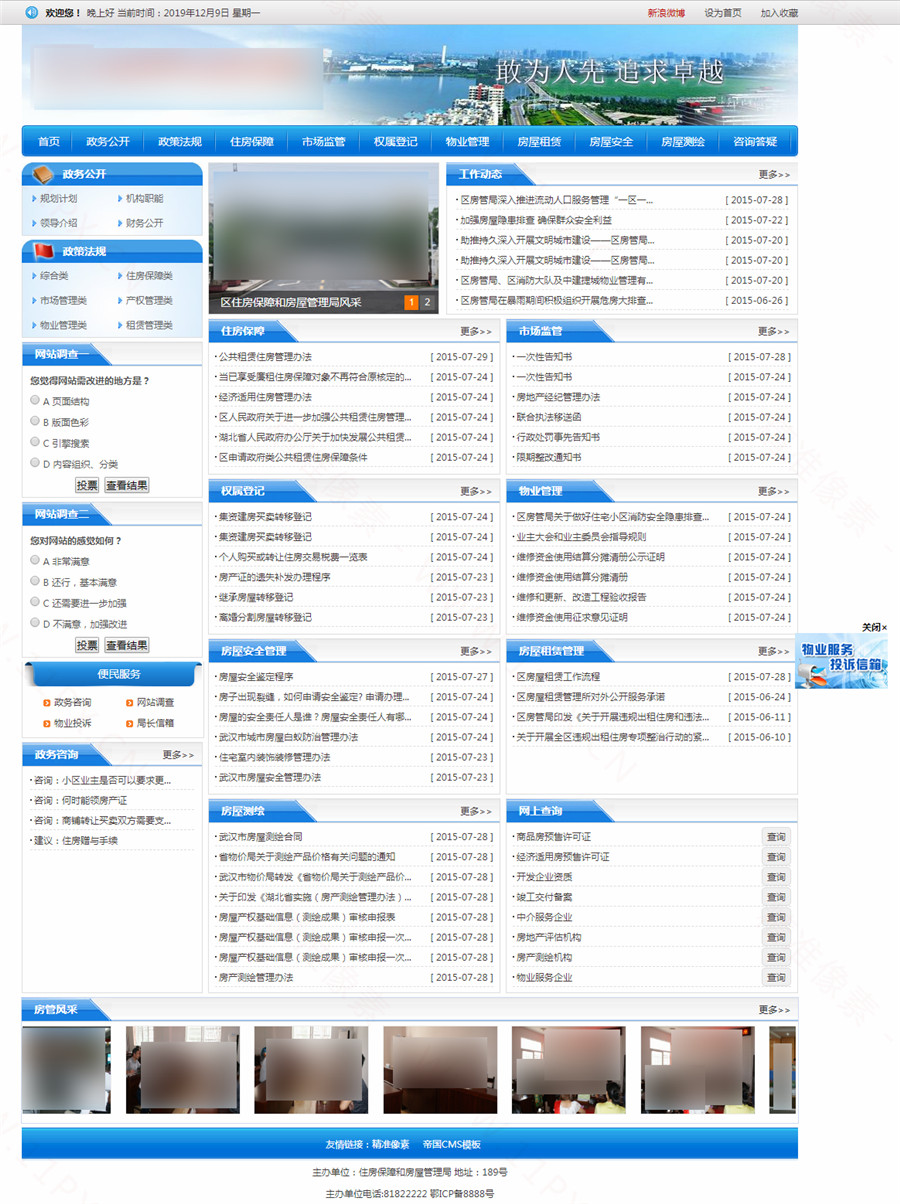 欢迎您！ 晚上好 当前时间：2019年12月9日 星期一 新浪微博 设为首页 加入收藏
敢为人先 追求卓越
首页 政务公开 政策法规 住房保障 市场监管 权属登记 物业管理 房屋租赁 房屋安全 房屋测绘 咨询答疑
政务公开
规划计划 机构职能
领导介绍 财务公开
政策法规
综合类 住房保障类
市场管理类 产权管理类
物业管理类 租赁管理类
网站调查一
您觉得网站需改进的地方是？
A 页面结构
B 版面色彩
C 引擎搜索
D 内容组织、分类
投票 查看结果
网站调查二
您对网站的感觉如何？
A 非常满意
B 还行，基本满意
C 还需要进一步加强
D 不满意，加强改进
投票 查看结果
便民服务
政务咨询 网站调查
物业投诉 局长信箱
政务咨询 更多>>
·咨询：小区业主是否可以要求更...
·咨询：何时能领房产证
·咨询：商铺转让买卖双方需要支...
·建议：住房赠与手续
区住房保障和房屋管理局风采 1 2
工作动态 更多>>
·区房管局深入推进流动人口服务管理“一区一... [ 2015-07-28 ]
·加强房屋隐患排查 确保群众安全利益 [ 2015-07-22 ]
·助推持久深入开展文明城市建设——区房管局... [ 2015-07-20 ]
·助推持久深入开展文明城市建设——区房管局... [ 2015-07-20 ]
·区房管局、区消防大队及中建捷城物业管理有... [ 2015-07-20 ]
·区房管局在暴雨期间积极组织开展危房大排查... [ 2015-06-26 ]
住房保障 更多>>
·公共租赁住房管理办法 [ 2015-07-29 ]
·当已享受廉租住房保障对象不再符合原核定的... [ 2015-07-24 ]
·经济适用住房管理办法 [ 2015-07-24 ]
·区人民政府关于进一步加强公共租赁住房管理... [ 2015-07-24 ]
·湖北省人民政府办公厅关于加快发展公共租赁... [ 2015-07-24 ]
·区申请政府类公共租赁住房保障条件 [ 2015-07-24 ]
市场监管 更多>>
·一次性告知书 [ 2015-07-28 ]
·一次性告知书 [ 2015-07-24 ]
·房地产经纪管理办法 [ 2015-07-24 ]
·联合执法移送函 [ 2015-07-24 ]
·行政处罚事先告知书 [ 2015-07-24 ]
·限期整改通知书 [ 2015-07-24 ]
权属登记 更多>>
·集资建房买卖转移登记 [ 2015-07-24 ]
·集资建房买卖转移登记 [ 2015-07-24 ]
·个人购买或转让住房交易税费一览表 [ 2015-07-24 ]
·房产证的遗失补发办理程序 [ 2015-07-23 ]
·继承房屋转移登记 [ 2015-07-23 ]
·离婚分割房屋转移登记 [ 2015-07-23 ]
物业管理 更多>>
·区房管局关于做好住宅小区消防安全隐患排查... [ 2015-07-24 ]
·业主大会和业主委员会指导规则 [ 2015-07-24 ]
·维修资金使用结算分摊清册公示证明 [ 2015-07-24 ]
·维修资金使用结算分摊清册 [ 2015-07-24 ]
·维修和更新、改造工程验收报告 [ 2015-07-24 ]
·维修资金使用征求意见证明 [ 2015-07-24 ]
关闭×
物业服务
投诉信箱
房屋安全管理 更多>>
·房屋安全鉴定程序 [ 2015-07-27 ]
·房子出现裂缝，如何申请安全鉴定? 申请办理... [ 2015-07-24 ]
·房屋的安全责任人是谁？房屋安全责任人有哪... [ 2015-07-24 ]
·武汉市城市房屋白蚁防治管理办法 [ 2015-07-24 ]
·住宅室内装饰装修管理办法 [ 2015-07-23 ]
·武汉市房屋安全管理办法 [ 2015-07-23 ]
房屋租赁管理 更多>>
·区房屋租赁工作流程 [ 2015-07-28 ]
·区房屋租赁管理所对外公开服务承诺 [ 2015-06-24 ]
·区房管局印发《关于开展违规出租住房和违法... [ 2015-06-11 ]
·关于开展全区违规出租住房专项整治行动的紧... [ 2015-06-10 ]
房屋测绘 更多>>
·武汉市房屋测绘合同 [ 2015-07-28 ]
·省物价局关于测绘产品价格有关问题的通知 [ 2015-07-28 ]
·武汉市物价局转发《省物价局关于测绘产品价... [ 2015-07-28 ]
·关于印发《湖北省实施（房产测绘管理办法）... [ 2015-07-28 ]
·房屋产权基础信息（测绘成果）审核申报表 [ 2015-07-28 ]
·房屋产权基础信息（测绘成果）审核申报一次... [ 2015-07-28 ]
·房屋产权基础信息（测绘成果）审核申报一次... [ 2015-07-28 ]
·房产测绘管理办法 [ 2015-07-28 ]
网上查询
·商品房预售许可证 查询
·经济适用房预售许可证 查询
·开发企业资质 查询
·竣工交付备案 查询
·中介服务企业 查询
·房地产评估机构 查询
·房产测绘机构 查询
·物业服务企业 查询
房管风采 更多>>
友情链接：精准像素 帝国CMS模板
主办单位：住房保障和房屋管理局 地址：189号
主办单位电话:81822222 鄂ICP备8888号